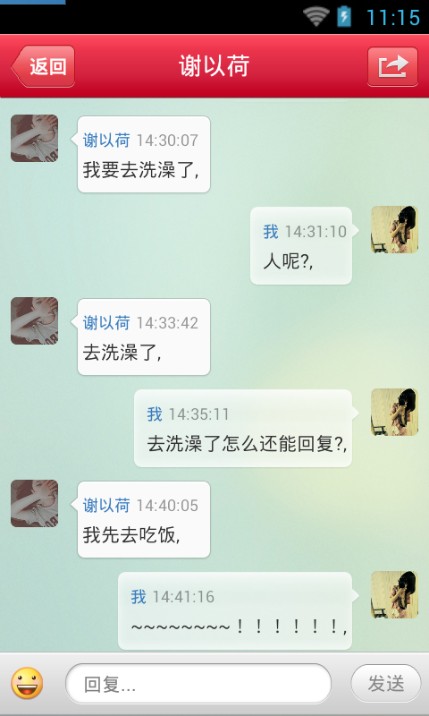 11:15
返回
谢以荷
谢以荷 14:30:07
我要去洗澡了,
我 14:31:10
人呢?,
谢以荷 14:33:42
去洗澡了,
我 14:35:11
去洗澡了怎么还能回复?,
谢以荷 14:40:05
我先去吃饭,
我 14:41:16
~~~~~~~~！！！！！！,
回复...
发送